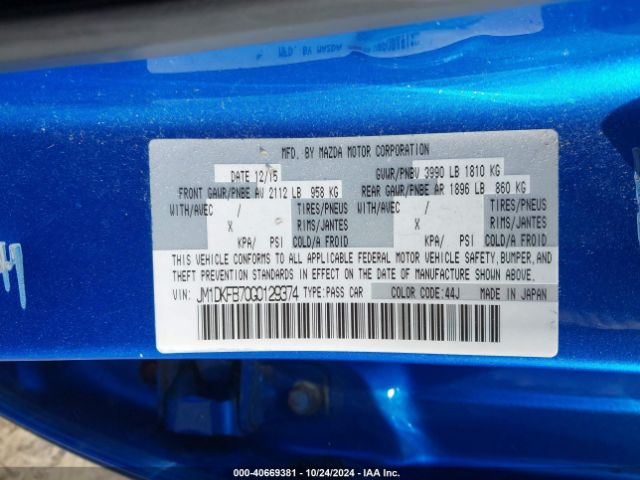 MFD. BY MAZDA MOTOR CORPORATION
DATE 12/15 GVWR/PNBV 3990 LB 1810 KG
FRONT GAWR/PNBE AV 2112 LB 958 KG REAR GAWR/PNBE AR 1896 LB 860 KG
WITH/AVEC / TIRES/PNEUS WITH/AVEC / TIRES/PNEUS
X RIMS/JANTES X RIMS/JANTES
KPA/ PSI COLD/A FROID KPA/ PSI COLD/A FROID
THIS VEHICLE CONFORMS TO ALL APPLICABLE FEDERAL MOTOR VEHICLE SAFETY, BUMPER, AND
THEFT PREVENTION STANDARDS IN EFFECT ON THE DATE OF MANUFACTURE SHOWN ABOVE.
VIN: JM1DKFB70G0129374 TYPE: PASS CAR COLOR CODE: 44J MADE IN JAPAN
000-40669381 - 10/24/2024 - IAA Inc.